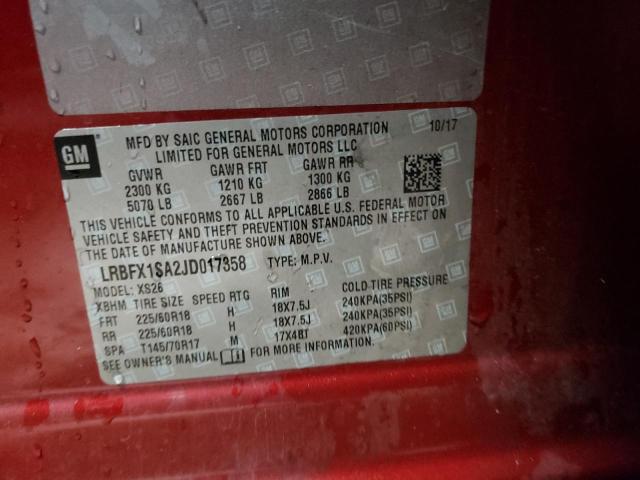 GM
MFD BY SAIC GENERAL MOTORS CORPORATION 10/17
LIMITED FOR GENERAL MOTORS LLC
GVWR GAWR FRT GAWR RR
2300 KG 1210 KG 1300 KG
5070 LB 2667 LB 2866 LB
THIS VEHICLE CONFORMS TO ALL APPLICABLE U.S. FEDERAL MOTOR
VEHICLE SAFETY AND THEFT PREVENTION STANDARDS IN EFFECT ON
THE DATE OF MANUFACTURE SHOWN ABOVE.
LRBFX1SA2JD017358 TYPE: M.P.V.
MODEL: XS26
XBHM TIRE SIZE SPEED RTG RIM COLD TIRE PRESSURE
FRT 225/60R18 H 18X7.5J 240KPA(35PSI)
RR 225/60R18 H 18X7.5J 240KPA(35PSI)
SPA T145/70R17 M 17X4BT 420KPA(60PSI)
SEE OWNER'S MANUAL FOR MORE INFORMATION.